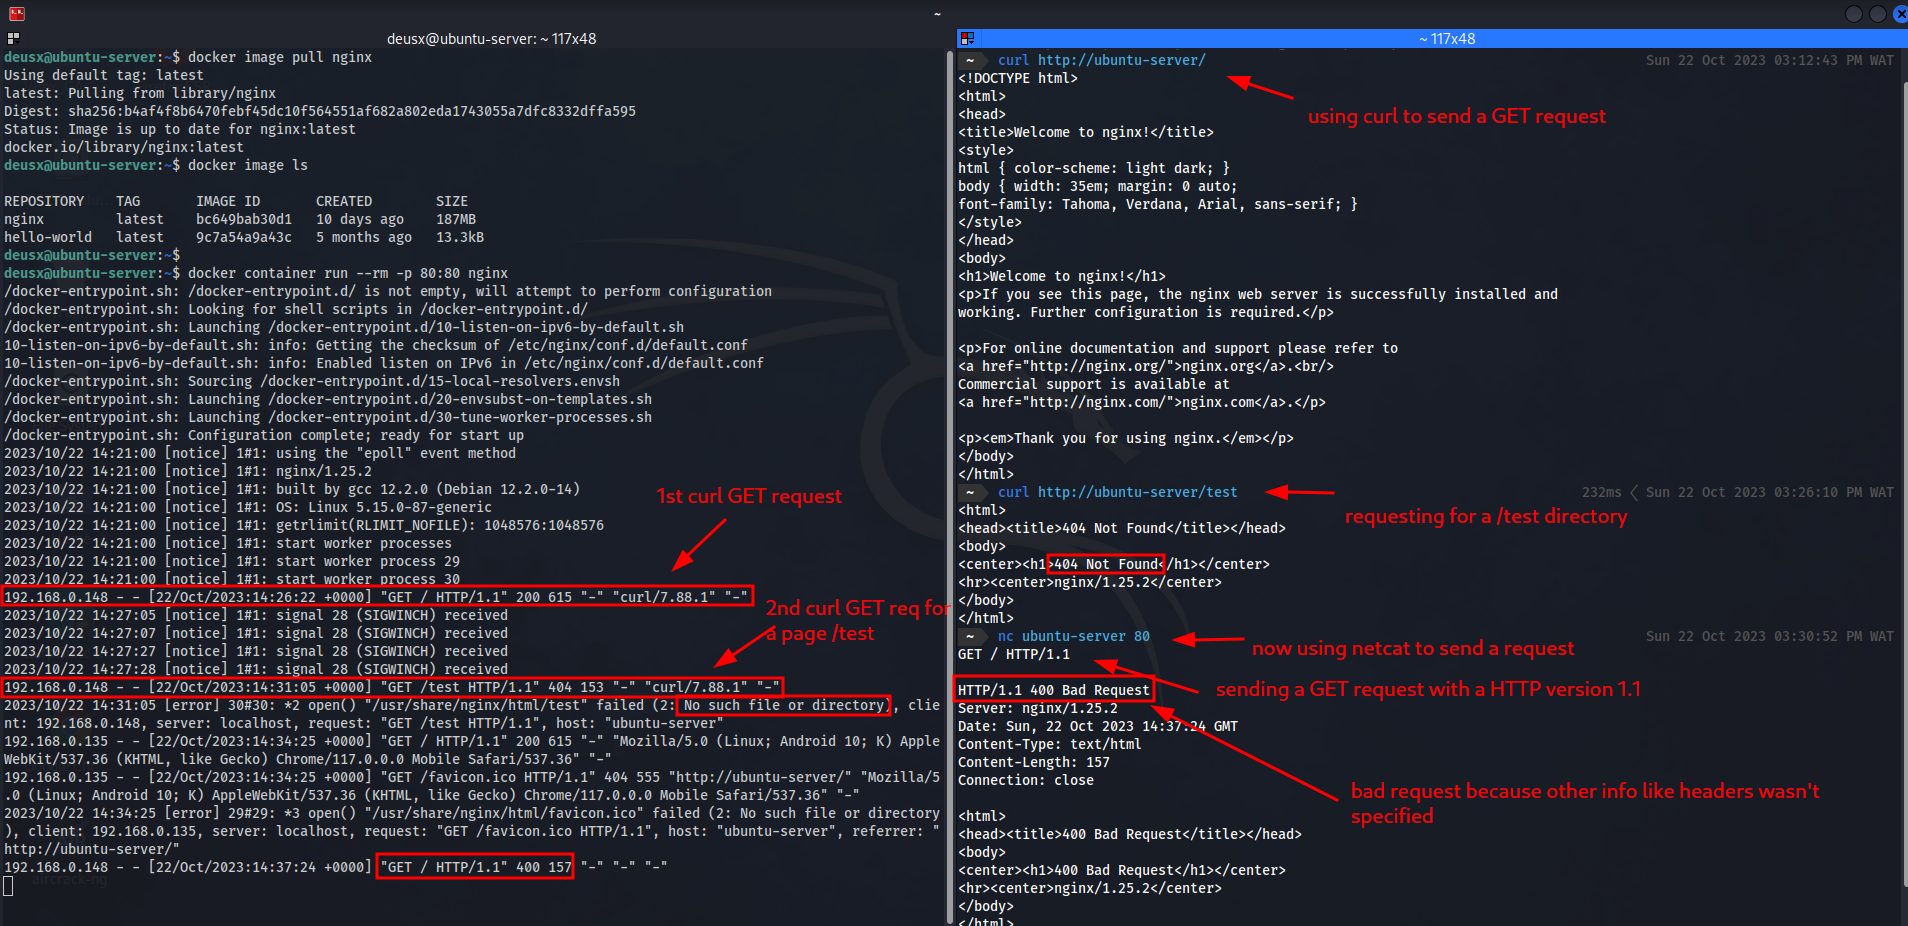 ~
deusx@ubuntu-server: ~ 117x48
deusx@ubuntu-server:~$ docker image pull nginx
Using default tag: latest
latest: Pulling from library/nginx
Digest: sha256:b4af4f8b6470febf45dc10f564551af682a802eda1743055a7dfc8332dffa595
Status: Image is up to date for nginx:latest
docker.io/library/nginx:latest
deusx@ubuntu-server:~$ docker image ls
REPOSITORY    TAG       IMAGE ID       CREATED        SIZE
nginx         latest    bc649bab30d1   10 days ago    187MB
hello-world   latest    9c7a54a9a43c   5 months ago   13.3kB
deusx@ubuntu-server:~$
deusx@ubuntu-server:~$ docker container run --rm -p 80:80 nginx
/docker-entrypoint.sh: /docker-entrypoint.d/ is not empty, will attempt to perform configuration
/docker-entrypoint.sh: Looking for shell scripts in /docker-entrypoint.d/
/docker-entrypoint.sh: Launching /docker-entrypoint.d/10-listen-on-ipv6-by-default.sh
10-listen-on-ipv6-by-default.sh: info: Getting the checksum of /etc/nginx/conf.d/default.conf
10-listen-on-ipv6-by-default.sh: info: Enabled listen on IPv6 in /etc/nginx/conf.d/default.conf
/docker-entrypoint.sh: Sourcing /docker-entrypoint.d/15-local-resolvers.envsh
/docker-entrypoint.sh: Launching /docker-entrypoint.d/20-envsubst-on-templates.sh
/docker-entrypoint.sh: Launching /docker-entrypoint.d/30-tune-worker-processes.sh
/docker-entrypoint.sh: Configuration complete; ready for start up
2023/10/22 14:21:00 [notice] 1#1: using the "epoll" event method
2023/10/22 14:21:00 [notice] 1#1: nginx/1.25.2
2023/10/22 14:21:00 [notice] 1#1: built by gcc 12.2.0 (Debian 12.2.0-14)
2023/10/22 14:21:00 [notice] 1#1: OS: Linux 5.15.0-87-generic
2023/10/22 14:21:00 [notice] 1#1: getrlimit(RLIMIT_NOFILE): 1048576:1048576
2023/10/22 14:21:00 [notice] 1#1: start worker processes
2023/10/22 14:21:00 [notice] 1#1: start worker process 29
2023/10/22 14:21:00 [notice] 1#1: start worker process 30
1st curl GET request
192.168.0.148 - - [22/Oct/2023:14:26:22 +0000] "GET / HTTP/1.1" 200 615 "-" "curl/7.88.1" "-"
2023/10/22 14:27:05 [notice] 1#1: signal 28 (SIGWINCH) received
2023/10/22 14:27:07 [notice] 1#1: signal 28 (SIGWINCH) received
2023/10/22 14:27:27 [notice] 1#1: signal 28 (SIGWINCH) received
2023/10/22 14:27:28 [notice] 1#1: signal 28 (SIGWINCH) received
2nd curl GET req for
a page /test
192.168.0.148 - - [22/Oct/2023:14:31:05 +0000] "GET /test HTTP/1.1" 404 153 "-" "curl/7.88.1" "-"
2023/10/22 14:31:05 [error] 30#30: *2 open() "/usr/share/nginx/html/test" failed (2: No such file or directory), clie
nt: 192.168.0.148, server: localhost, request: "GET /test HTTP/1.1", host: "ubuntu-server"
192.168.0.135 - - [22/Oct/2023:14:34:25 +0000] "GET / HTTP/1.1" 200 615 "-" "Mozilla/5.0 (Linux; Android 10; K) Apple
WebKit/537.36 (KHTML, like Gecko) Chrome/117.0.0.0 Mobile Safari/537.36" "-"
192.168.0.135 - - [22/Oct/2023:14:34:25 +0000] "GET /favicon.ico HTTP/1.1" 404 555 "http://ubuntu-server/" "Mozilla/5
.0 (Linux; Android 10; K) AppleWebKit/537.36 (KHTML, like Gecko) Chrome/117.0.0.0 Mobile Safari/537.36" "-"
2023/10/22 14:34:25 [error] 29#29: *3 open() "/usr/share/nginx/html/favicon.ico" failed (2: No such file or directory
), client: 192.168.0.135, server: localhost, request: "GET /favicon.ico HTTP/1.1", host: "ubuntu-server", referrer: "
http://ubuntu-server/"
192.168.0.148 - - [22/Oct/2023:14:37:24 +0000] "GET / HTTP/1.1" 400 157 "-" "-" "-"
aircrack-ng
~ 117x48
~ curl http://ubuntu-server/ Sun 22 Oct 2023 03:12:43 PM WAT
using curl to send a GET request
<!DOCTYPE html>
<html>
<head>
<title>Welcome to nginx!</title>
<style>
html { color-scheme: light dark; }
body { width: 35em; margin: 0 auto;
font-family: Tahoma, Verdana, Arial, sans-serif; }
</style>
</head>
<body>
<h1>Welcome to nginx!</h1>
<p>If you see this page, the nginx web server is successfully installed and
working. Further configuration is required.</p>
<p>For online documentation and support please refer to
<a href="http://nginx.org/">nginx.org</a>.<br/>
Commercial support is available at
<a href="http://nginx.com/">nginx.com</a>.</p>
<p><em>Thank you for using nginx.</em></p>
</body>
</html>
~ curl http://ubuntu-server/test 232ms < Sun 22 Oct 2023 03:26:10 PM WAT
requesting for a /test directory
<html>
<head><title>404 Not Found</title></head>
<body>
<center><h1>404 Not Found</h1></center>
<hr><center>nginx/1.25.2</center>
</body>
</html>
~ nc ubuntu-server 80 Sun 22 Oct 2023 03:30:52 PM WAT
now using netcat to send a request
GET / HTTP/1.1
sending a GET request with a HTTP version 1.1
HTTP/1.1 400 Bad Request
Server: nginx/1.25.2
Date: Sun, 22 Oct 2023 14:37:24 GMT
Content-Type: text/html
Content-Length: 157
Connection: close
bad request because other info like headers wasn't
specified
<html>
<head><title>400 Bad Request</title></head>
<body>
<center><h1>400 Bad Request</h1></center>
<hr><center>nginx/1.25.2</center>
</body>
</html>